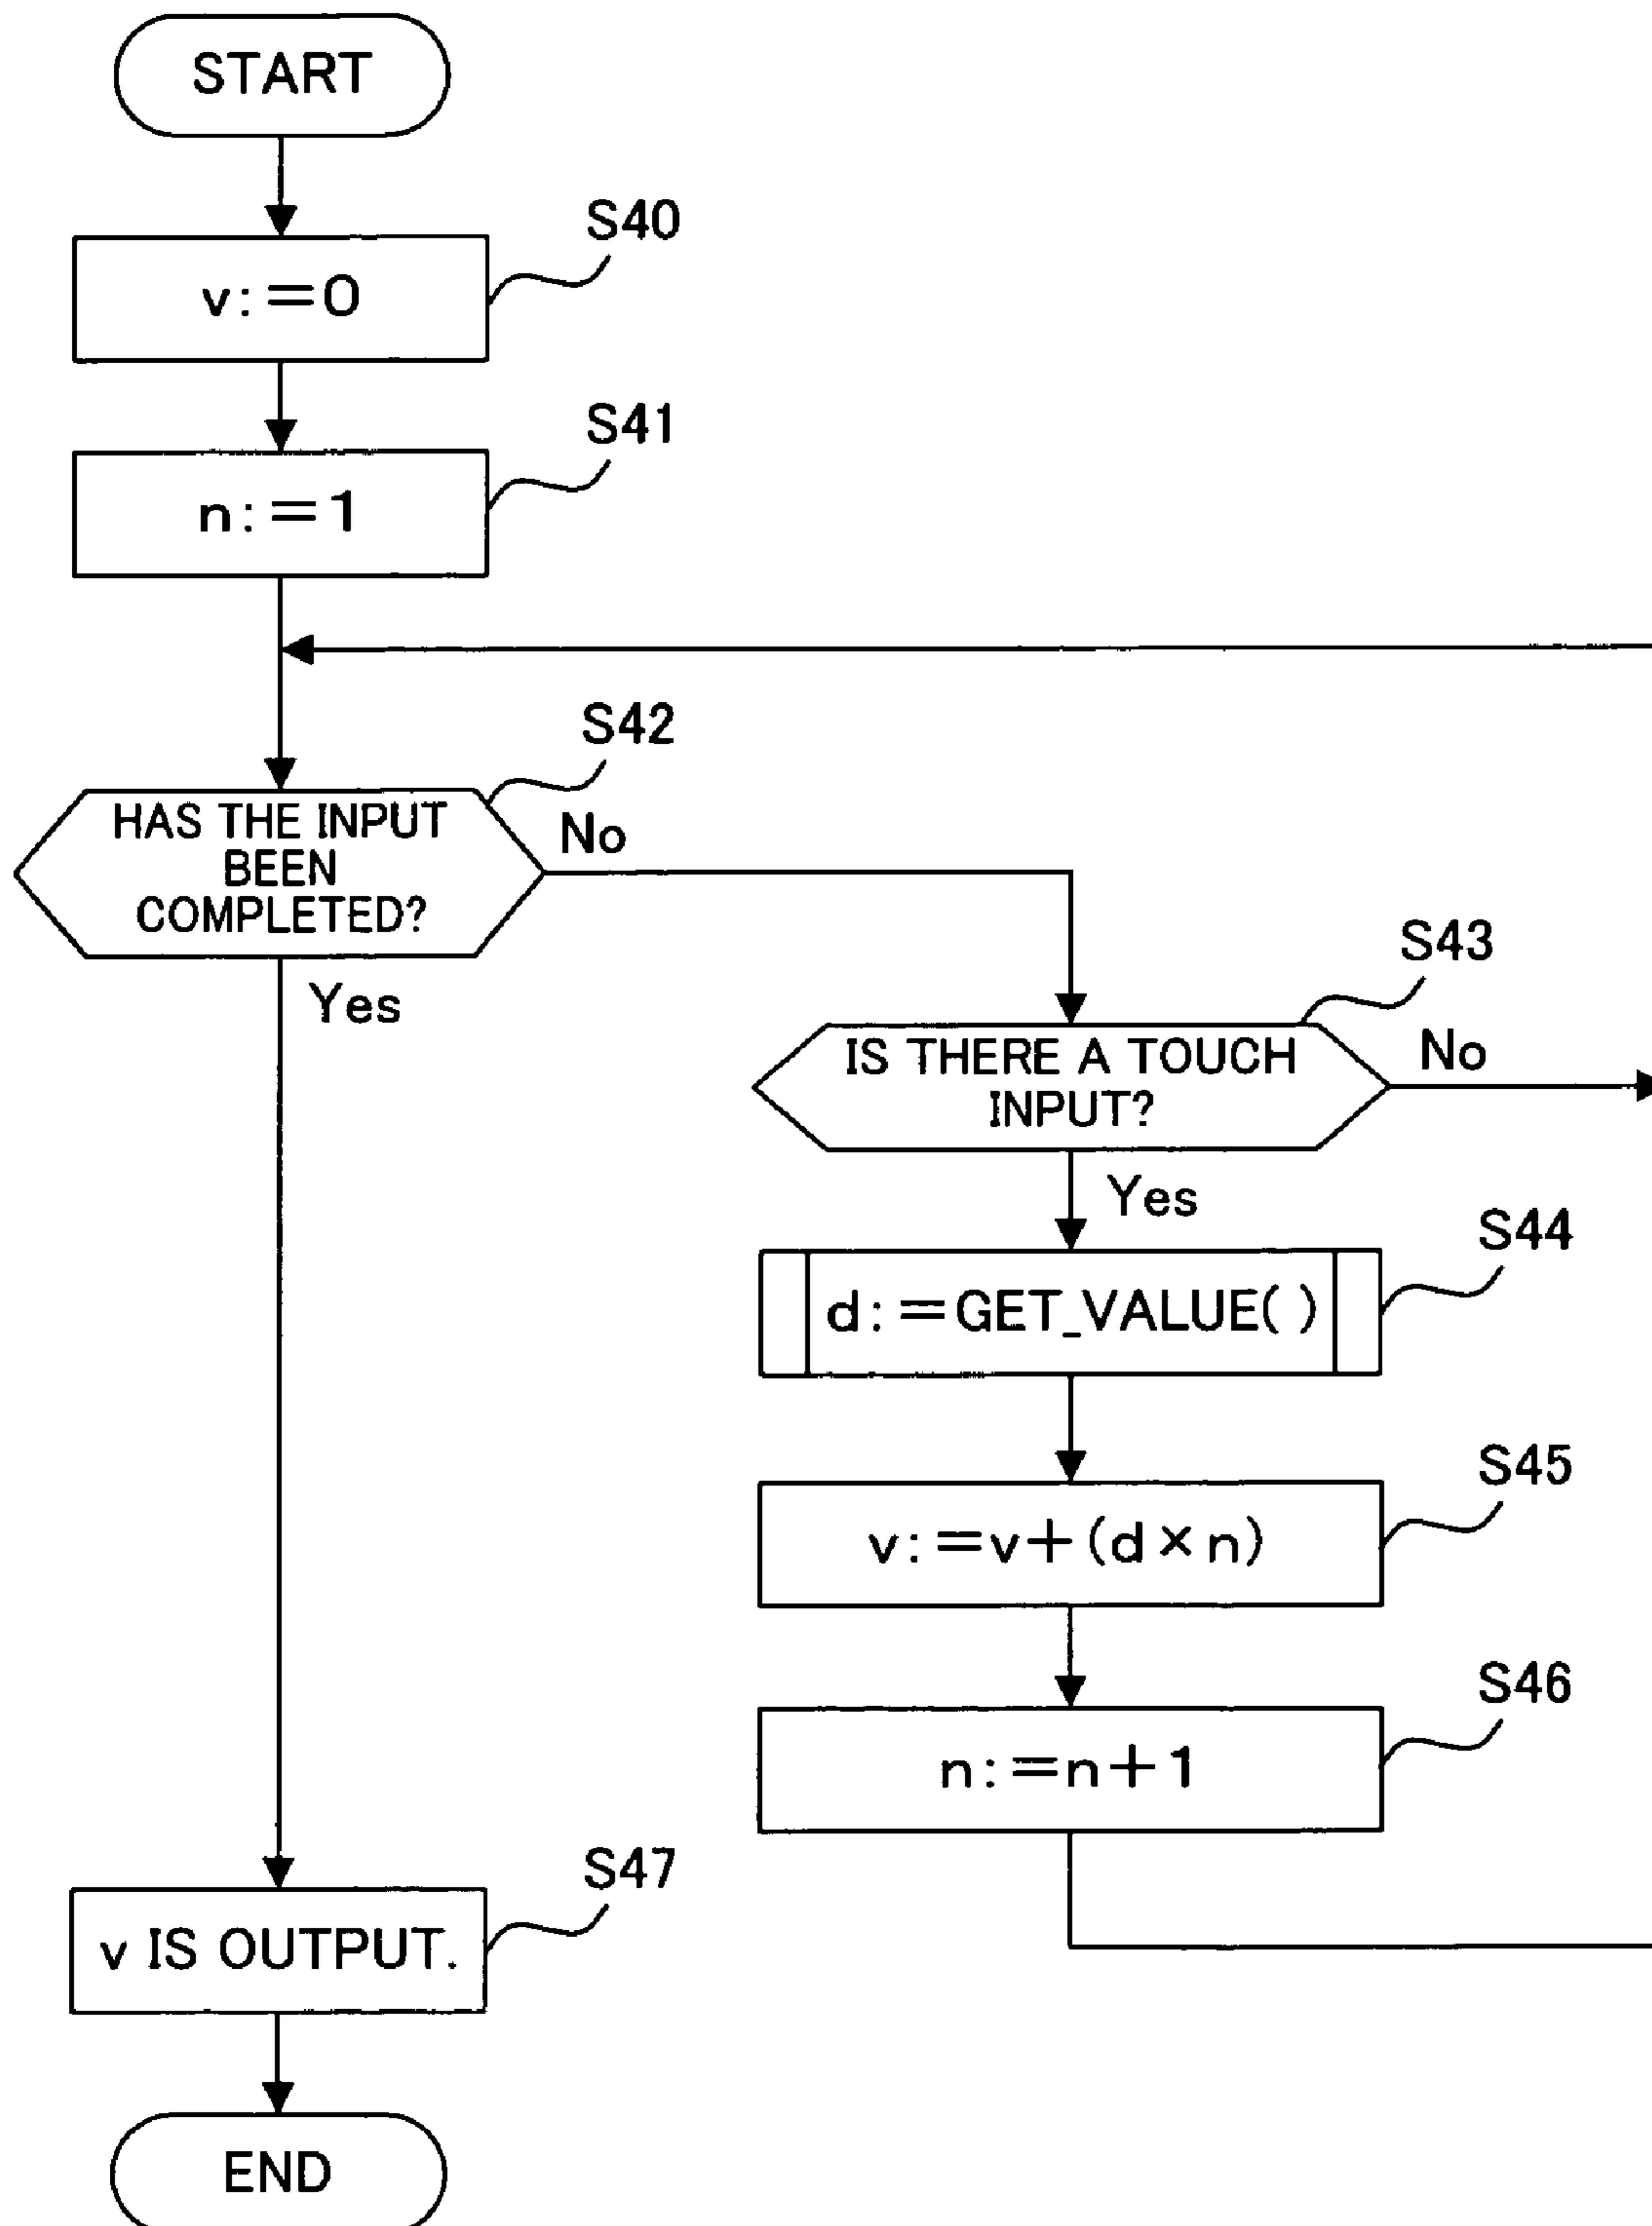 START
S40
v:=0
S41
n:=1
S42
HAS THE INPUT
BEEN
COMPLETED?
No
Yes
S43
IS THERE A TOUCH
INPUT?
No
Yes
S44
d:=GET_VALUE( )
S45
v:=v+(d×n)
S46
n:=n+1
S47
v IS OUTPUT.
END